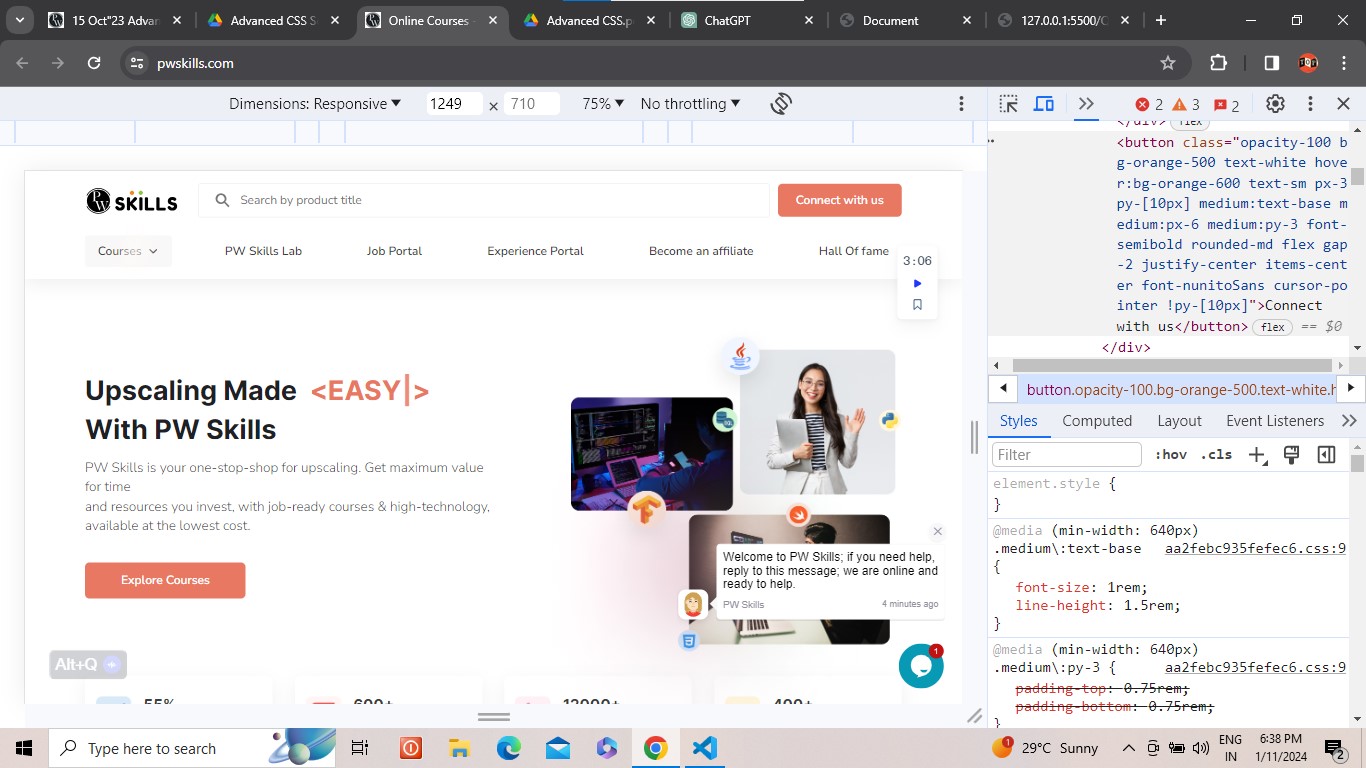 15 Oct"23 Advan
Advanced CSS S
Online Courses -
Advanced CSS.p
ChatGPT
Document
127.0.0.1:5500/
pwskills.com
Dimensions: Responsive
1249 × 710
75%
No throttling
2 3 2
</div> flex
<button class="opacity-100 b
g-orange-500 text-white hove
r:bg-orange-600 text-sm px-3
py-[10px] medium:text-base m
edium:px-6 medium:py-3 font-
semibold rounded-md flex gap
-2 justify-center items-cent
er font-nunitoSans cursor-po
inter !py-[10px]">Connect
with us</button> flex == $0
</div>
button.opacity-100.bg-orange-500.text-white.h
Styles Computed Layout Event Listeners
Filter :hov .cls
element.style {
}
@media (min-width: 640px)
.medium\:text-base aa2febc935fefec6.css:9
{
font-size: 1rem;
line-height: 1.5rem;
}
@media (min-width: 640px)
.medium\:py-3 { aa2febc935fefec6.css:9
padding-top: 0.75rem;
padding-bottom: 0.75rem;
}
PW SKILLS
Search by product title
Connect with us
Courses
PW Skills Lab
Job Portal
Experience Portal
Become an affiliate
Hall Of fame
3:06
Upscaling Made <EASY|>
With PW Skills
PW Skills is your one-stop-shop for upscaling. Get maximum value
for time
and resources you invest, with job-ready courses & high-technology,
available at the lowest cost.
Explore Courses
Welcome to PW Skills; if you need help,
reply to this message; we are online and
ready to help.
PW Skills 4 minutes ago
1
Alt+Q
55%
600+
12000+
400+
Type here to search
29°C Sunny
ENG
IN
6:38 PM
1/11/2024
2